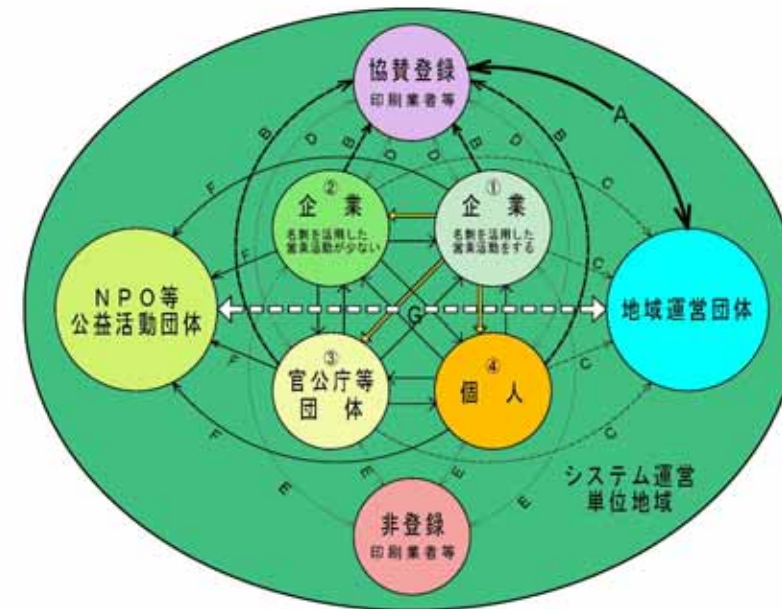 協賛登録
印刷業者等
A
B
D
B
D
D
B
D
B
②
企 業
名刺を活用した
営業活動が少ない
①
企 業
名刺を活用した
営業活動をする
F
F
C
C
NPO等
公益活動団体
G
地域運営団体
③
官公庁等
団 体
④
個 人
F
F
C
C
E
E
E
E
システム運営
単位地域
非登録
印刷業者等